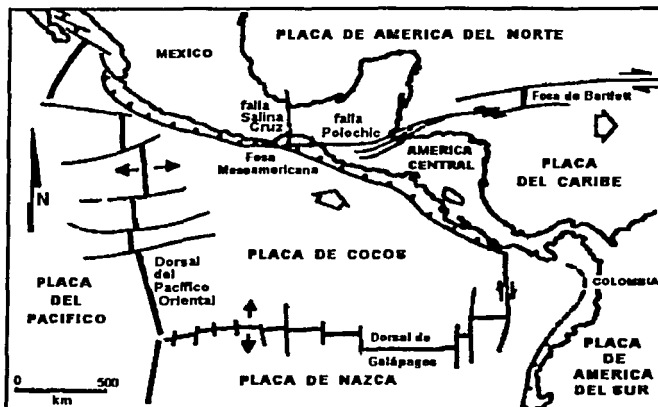 PLACA DE AMERICA DEL NORTE
MEXICO
falla
Salina
Cruz
falla
Polochic
Fosa de Bartlett
Fosa
Mesoamericana
AMERICA
CENTRAL
PLACA
DEL CARIBE
N
PLACA DE COCOS
Dorsal
del
Pacífico
Oriental
PLACA
DEL
PACIFICO
COLOMBIA
Dorsal de
Galápagos
PLACA DE NAZCA
PLACA
DE
AMERICA
DEL SUR
0 500
km